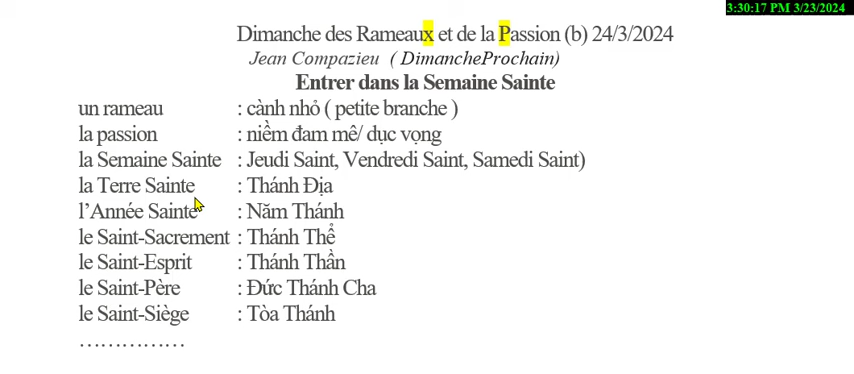 3:30:17 PM 3/23/2024
Dimanche des Rameaux et de la Passion (b) 24/3/2024
Jean Compazieu ( DimancheProchain)
Entrer dans la Semaine Sainte
un rameau : cành nhỏ ( petite branche )
la passion : niềm đam mê/ dục vọng
la Semaine Sainte : Jeudi Saint, Vendredi Saint, Samedi Saint)
la Terre Sainte : Thánh Địa
l’Année Sainte : Năm Thánh
le Saint-Sacrement : Thánh Thể
le Saint-Esprit : Thánh Thần
le Saint-Père : Đức Thánh Cha
le Saint-Siège : Tòa Thánh
……………